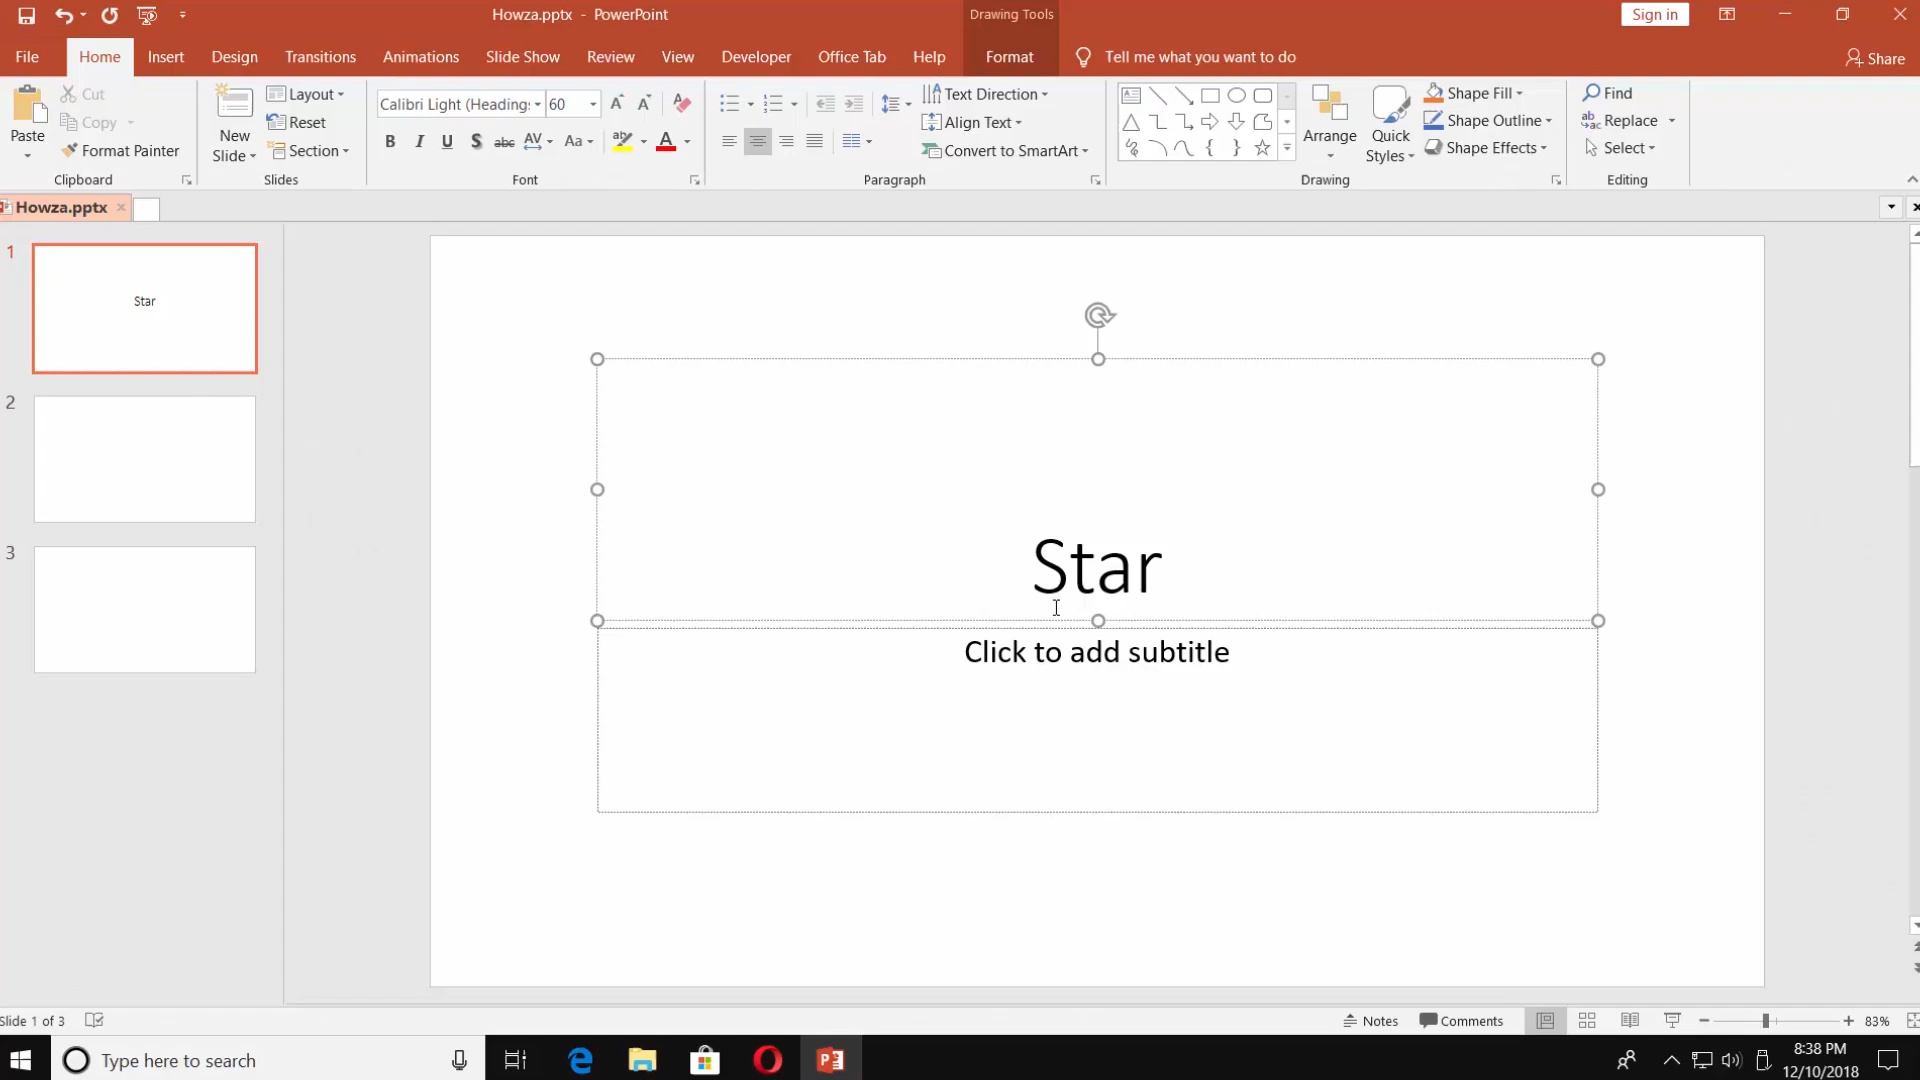 Howza.pptx - PowerPoint
Drawing Tools
Sign in
File Home Insert Design Transitions Animations Slide Show Review View Developer Office Tab Help Format Tell me what you want to do Share
Paste
Cut
Copy
Format Painter
Clipboard
New Slide
Layout
Reset
Section
Slides
Calibri Light (Headings 60
B I U S abc AV Aa A
Font
Text Direction
Align Text
Convert to SmartArt
Paragraph
Arrange
Quick Styles
Shape Fill
Shape Outline
Shape Effects
Drawing
Find
Replace
Select
Editing
Howza.pptx
1
Star
2
3
Star
Click to add subtitle
Slide 1 of 3
Notes Comments 83%
Type here to search
8:38 PM
12/10/2018